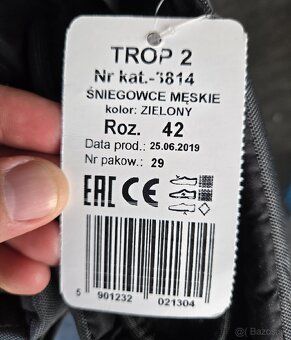 TROP 2
Nr kat.-3814
ŚNIEGOWCE MĘSKIE
kolor: ZIELONY
Roz. 42
Data prod.: 25.06.2019
Nr pakow.: 29
EAC CE
5 901232 021304
Bazos.sk